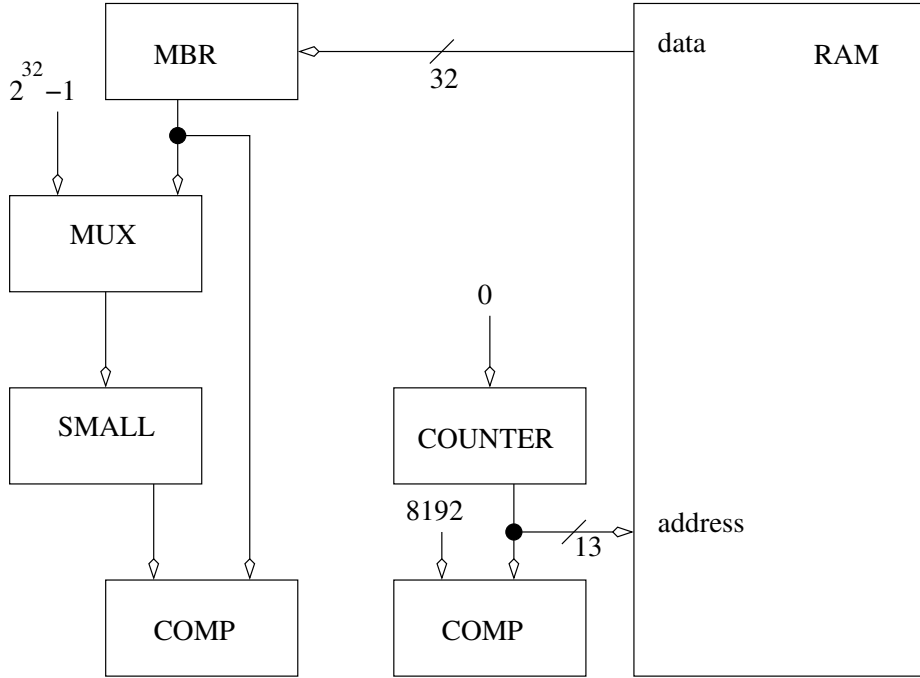 MBR
data
RAM
32
2^32 −1
MUX
0
SMALL
COUNTER
8192
address
13
COMP
COMP